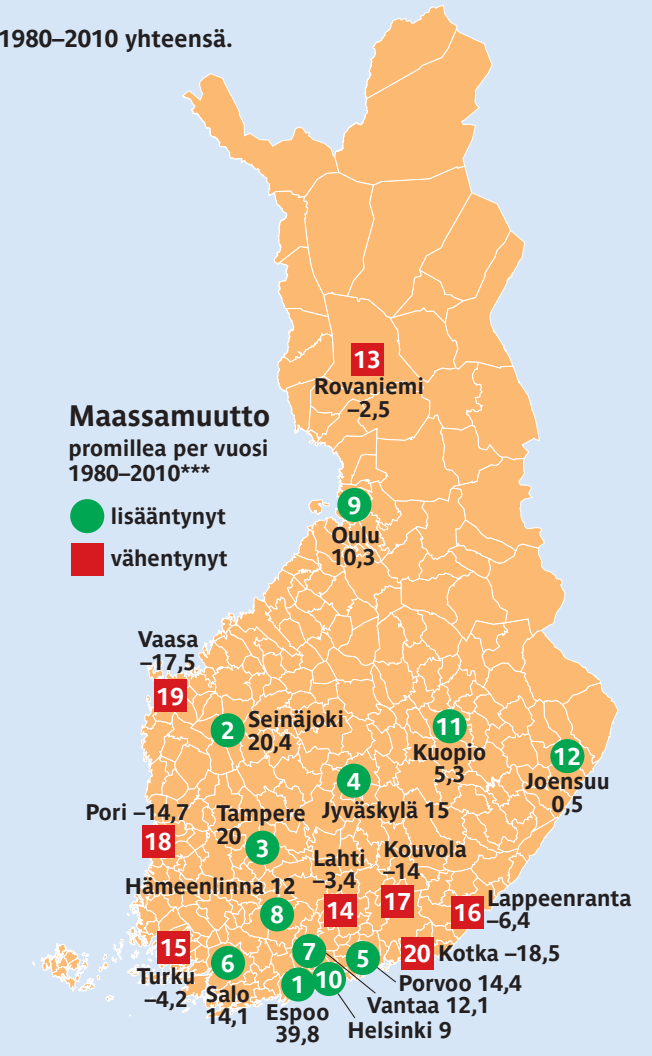 1980–2010 yhteensä.
Maassamuutto
promillea per vuosi
1980–2010***
lisääntynyt
vähentynyt
13
Rovaniemi
–2,5
9
Oulu
10,3
Vaasa
–17,5
19
2
Seinäjoki
20,4
11
Kuopio
5,3
12
Joensuu
0,5
4
Jyväskylä 15
Pori –14,7
18
Tampere
20
3
Lahti
–3,4
14
Kouvola
–14
17
Hämeenlinna 12
8
16
Lappeenranta
–6,4
15
Turku
–4,2
6
Salo
14,1
7
Vantaa 12,1
5
Porvoo 14,4
20
Kotka –18,5
1
Espoo
39,8
10
Helsinki 9